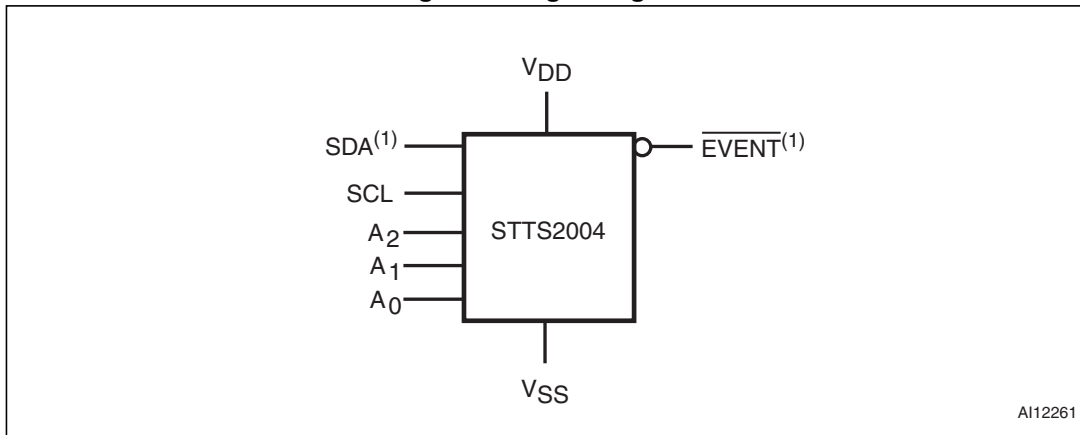 VDD
SDA(1)
EVENT(1)
SCL
A2
STTS2004
A1
A0
VSS
AI12261